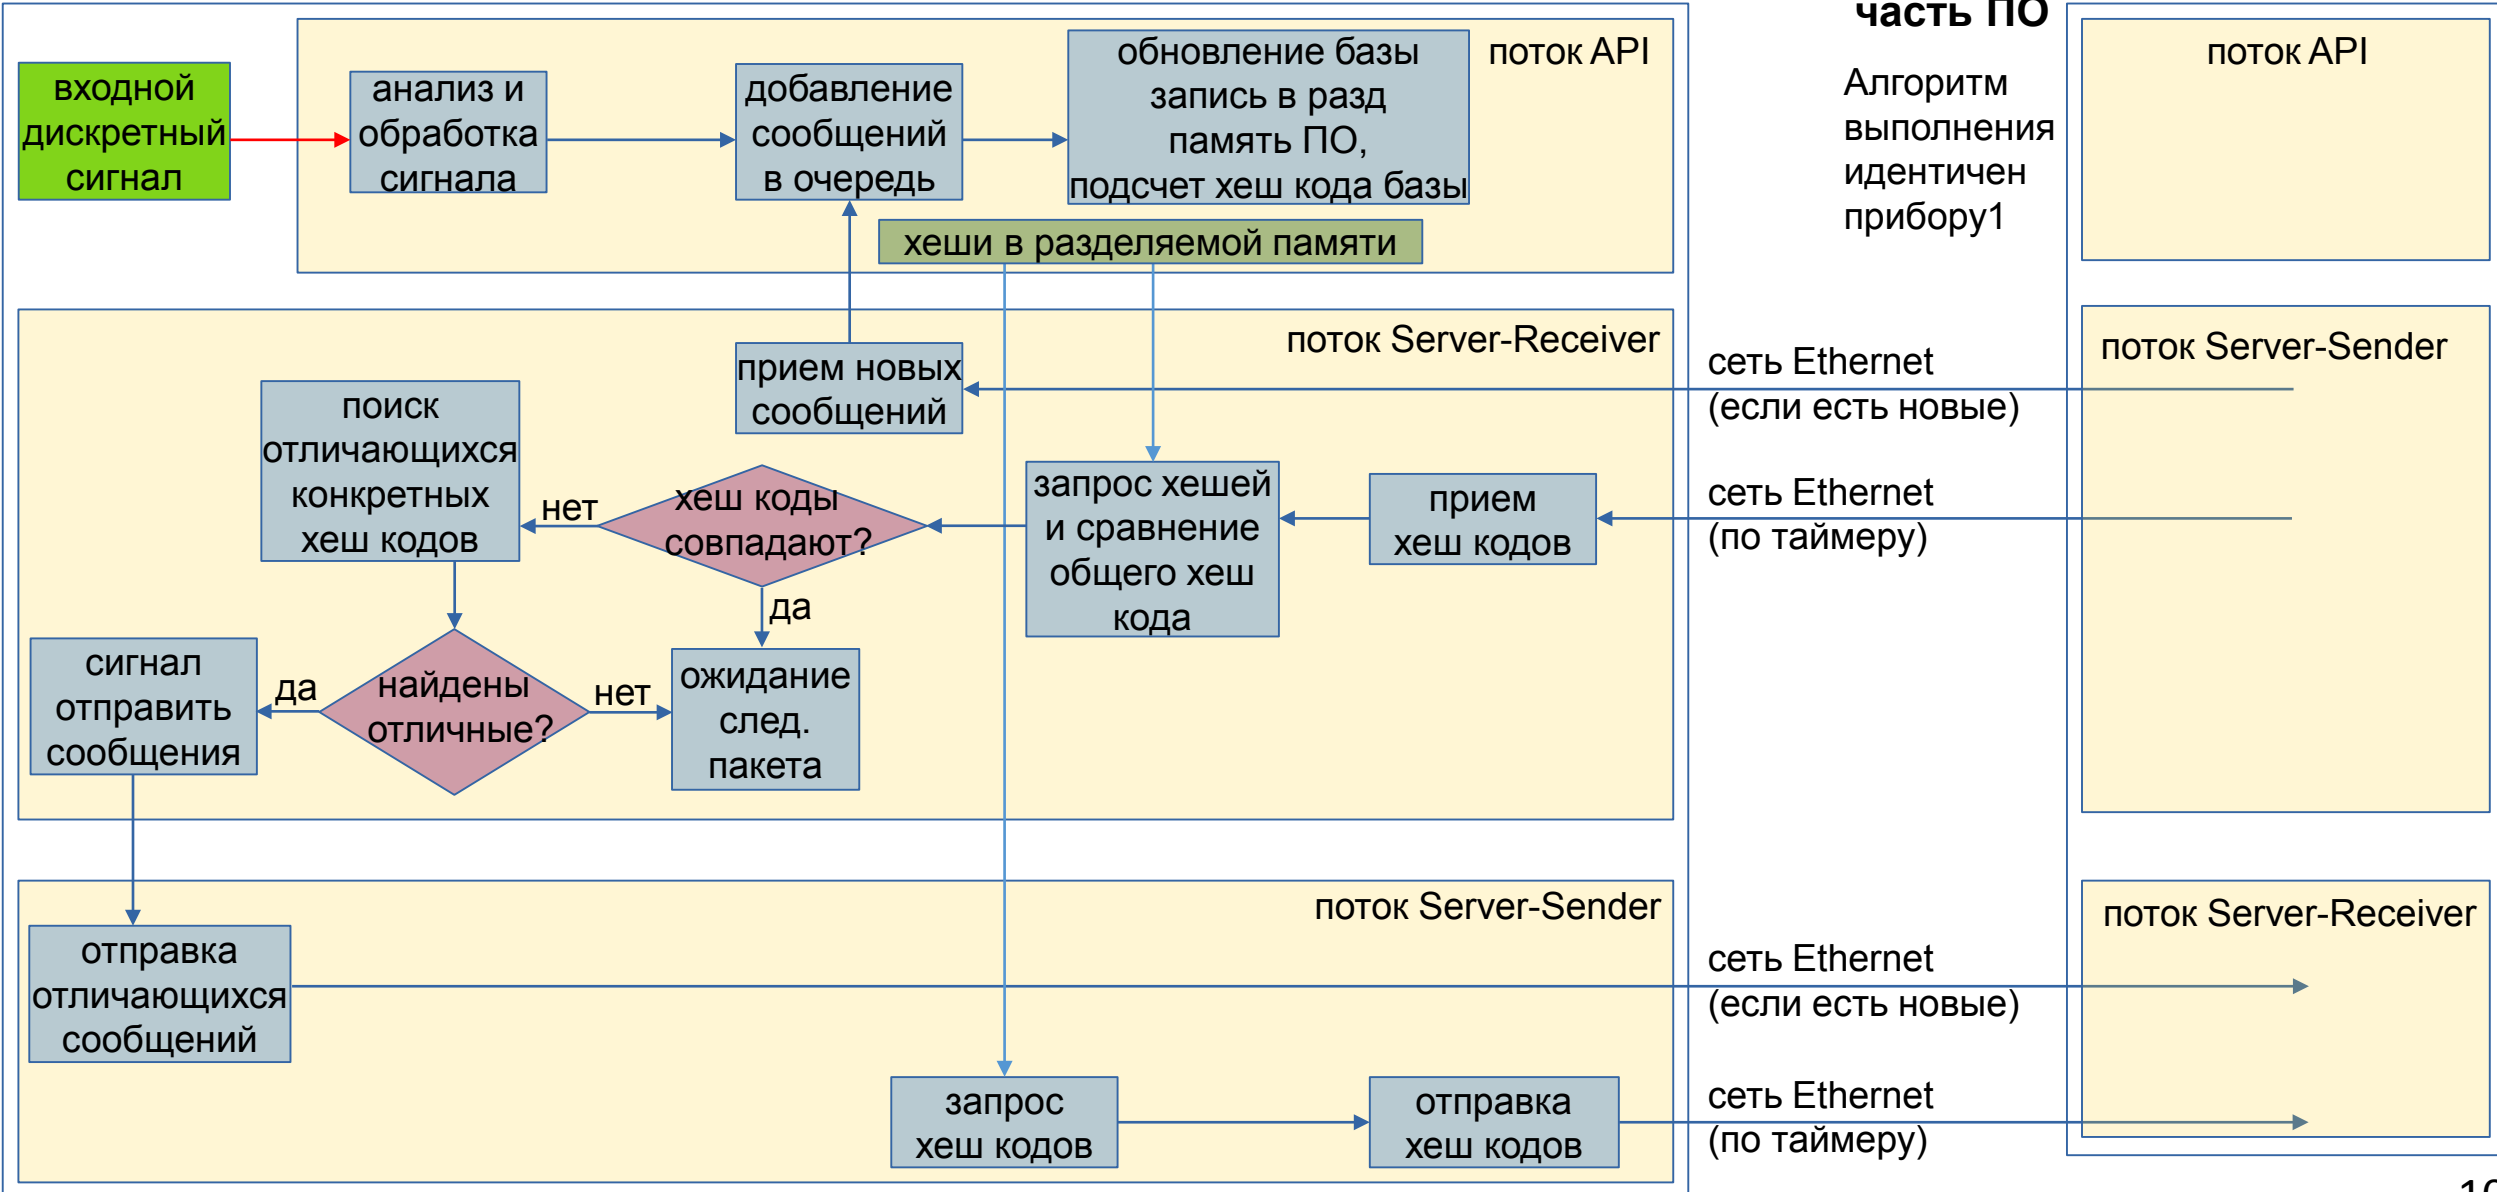 часть ПО
Алгоритм
выполнения
идентичен
прибору1
входной
дискретный
сигнал
анализ и
обработка
сигнала
добавление
сообщений
в очередь
обновление базы
запись в разд
память ПО,
подсчет хеш кода базы
поток API
поток API
хеши в разделяемой памяти
поток Server-Receiver
прием новых
сообщений
сеть Ethernet
(если есть новые)
поток Server-Sender
поиск
отличающихся
конкретных
хеш кодов
нет
хеш коды
совпадают?
да
запрос хешей
и сравнение
общего хеш
кода
прием
хеш кодов
сеть Ethernet
(по таймеру)
сигнал
отправить
сообщения
да
найдены
отличные?
нет
ожидание
след.
пакета
поток Server-Sender
отправка
отличающихся
сообщений
сеть Ethernet
(если есть новые)
поток Server-Receiver
запрос
хеш кодов
отправка
хеш кодов
сеть Ethernet
(по таймеру)